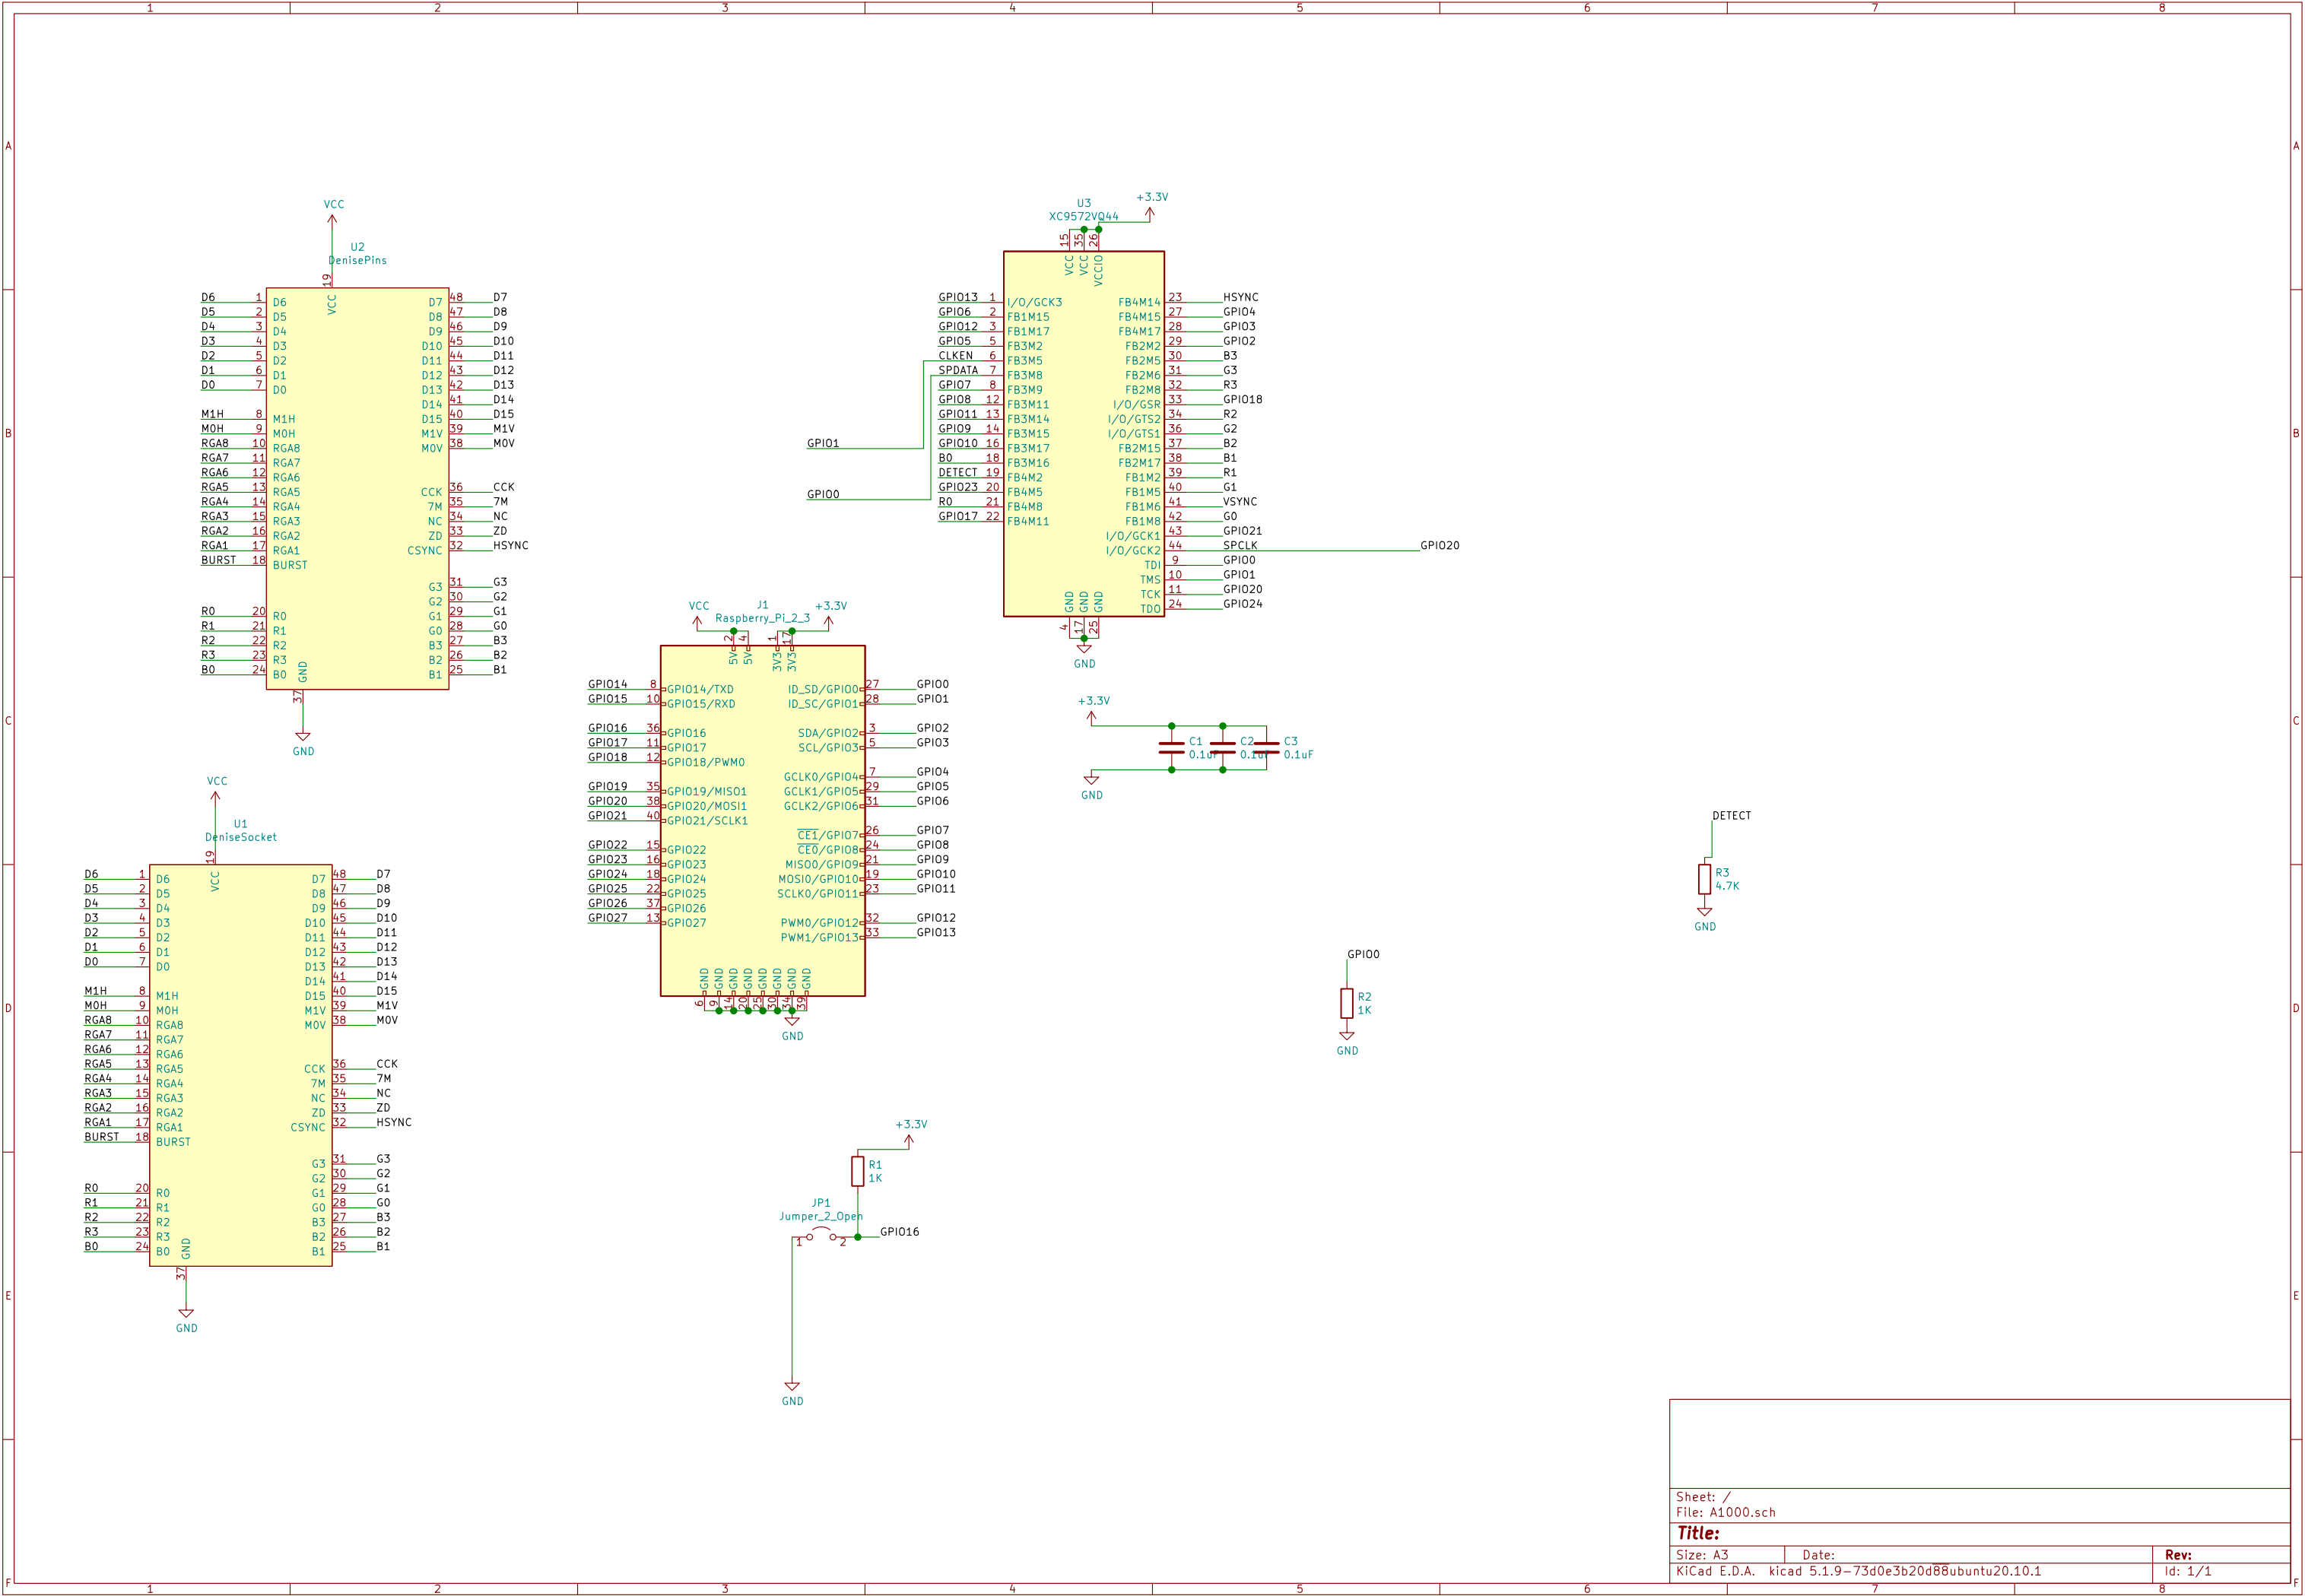 1 2 3 4 5 6 7 8
A A
B B
C C
D D
E E
F F
1 2 3 4 5 6 7 8
VCC
U2
DenisePins
19
VCC
D6 1 D6 D7 48 D7
D5 2 D5 D8 47 D8
D4 3 D4 D9 46 D9
D3 4 D3 D10 45 D10
D2 5 D2 D11 44 D11
D1 6 D1 D12 43 D12
D0 7 D0 D13 42 D13
D14 41 D14
M1H 8 M1H D15 40 D15
M0H 9 M0H M1V 39 M1V
RGA8 10 RGA8 M0V 38 M0V
RGA7 11 RGA7
RGA6 12 RGA6
RGA5 13 RGA5 CCK 36 CCK
RGA4 14 RGA4 7M 35 7M
RGA3 15 RGA3 NC 34 NC
RGA2 16 RGA2 ZD 33 ZD
RGA1 17 RGA1 CSYNC 32 HSYNC
BURST 18 BURST
G3 31 G3
G2 30 G2
R0 20 R0 G1 29 G1
R1 21 R1 G0 28 G0
R2 22 R2 B3 27 B3
R3 23 R3 B2 26 B2
B0 24 B0 B1 25 B1
GND
37
GND
VCC
U1
DeniseSocket
19
VCC
D6 1 D6 D7 48 D7
D5 2 D5 D8 47 D8
D4 3 D4 D9 46 D9
D3 4 D3 D10 45 D10
D2 5 D2 D11 44 D11
D1 6 D1 D12 43 D12
D0 7 D0 D13 42 D13
D14 41 D14
M1H 8 M1H D15 40 D15
M0H 9 M0H M1V 39 M1V
RGA8 10 RGA8 M0V 38 M0V
RGA7 11 RGA7
RGA6 12 RGA6
RGA5 13 RGA5 CCK 36 CCK
RGA4 14 RGA4 7M 35 7M
RGA3 15 RGA3 NC 34 NC
RGA2 16 RGA2 ZD 33 ZD
RGA1 17 RGA1 CSYNC 32 HSYNC
BURST 18 BURST
G3 31 G3
G2 30 G2
R0 20 R0 G1 29 G1
R1 21 R1 G0 28 G0
R2 22 R2 B3 27 B3
R3 23 R3 B2 26 B2
B0 24 B0 B1 25 B1
GND
37
GND
VCC J1 +3.3V
Raspberry_Pi_2_3
2 4 1 17
5V 5V 3V3 3V3
GPIO14 8 GPIO14/TXD ID_SD/GPIO0 27 GPIO0
GPIO15 10 GPIO15/RXD ID_SC/GPIO1 28 GPIO1
GPIO16 36 GPIO16 SDA/GPIO2 3 GPIO2
GPIO17 11 GPIO17 SCL/GPIO3 5 GPIO3
GPIO18 12 GPIO18/PWM0
GCLK0/GPIO4 7 GPIO4
GPIO19 35 GPIO19/MISO1 GCLK1/GPIO5 29 GPIO5
GPIO20 38 GPIO20/MOSI1 GCLK2/GPIO6 31 GPIO6
GPIO21 40 GPIO21/SCLK1
CE1/GPIO7 26 GPIO7
GPIO22 15 GPIO22 CE0/GPIO8 24 GPIO8
GPIO23 16 GPIO23 MISO0/GPIO9 21 GPIO9
GPIO24 18 GPIO24 MOSI0/GPIO10 19 GPIO10
GPIO25 22 GPIO25 SCLK0/GPIO11 23 GPIO11
GPIO26 37 GPIO26
GPIO27 13 GPIO27 PWM0/GPIO12 32 GPIO12
PWM1/GPIO13 33 GPIO13
GND GND GND GND GND GND GND GND
6 9 14 20 25 30 34 39
GND
+3.3V
R1
1K
JP1
Jumper_2_Open
1 2 GPIO16
GND
+3.3V
U3
XC9572VQ44
15 35 26
VCC VCC VCCIO
GPIO13 1 I/O/GCK3 FB4M14 23 HSYNC
GPIO6 2 FB1M15 FB4M15 27 GPIO4
GPIO12 3 FB1M17 FB4M17 28 GPIO3
GPIO5 5 FB3M2 FB2M2 29 GPIO2
CLKEN 6 FB3M5 FB2M5 30 B3
SPDATA 7 FB3M8 FB2M6 31 G3
GPIO7 8 FB3M9 FB2M8 32 R3
GPIO8 12 FB3M11 I/O/GSR 33 GPIO18
GPIO11 13 FB3M14 I/O/GTS2 34 R2
GPIO9 14 FB3M15 I/O/GTS1 36 G2
GPIO1 GPIO10 16 FB3M17 FB2M15 37 B2
B0 18 FB3M16 FB2M17 38 B1
DETECT 19 FB4M2 FB1M2 39 R1
GPIO23 20 FB4M5 FB1M5 40 G1
GPIO0 R0 21 FB4M8 FB1M6 41 VSYNC
GPIO17 22 FB4M11 FB1M8 42 G0
I/O/GCK1 43 GPIO21
I/O/GCK2 44 SPCLK GPIO20
TDI 9 GPIO0
TMS 10 GPIO1
TCK 11 GPIO20
TDO 24 GPIO24
GND GND GND
4 17 25
GND
+3.3V
C1 C2 C3
0.1uF 0.1uF 0.1uF
GND
DETECT
R3
4.7K
GND
GPIO0
R2
1K
GND
Sheet: /
File: A1000.sch
Title:
Size: A3 Date: Rev:
KiCad E.D.A. kicad 5.1.9-73d0e3b20d88ubuntu20.10.1 Id: 1/1